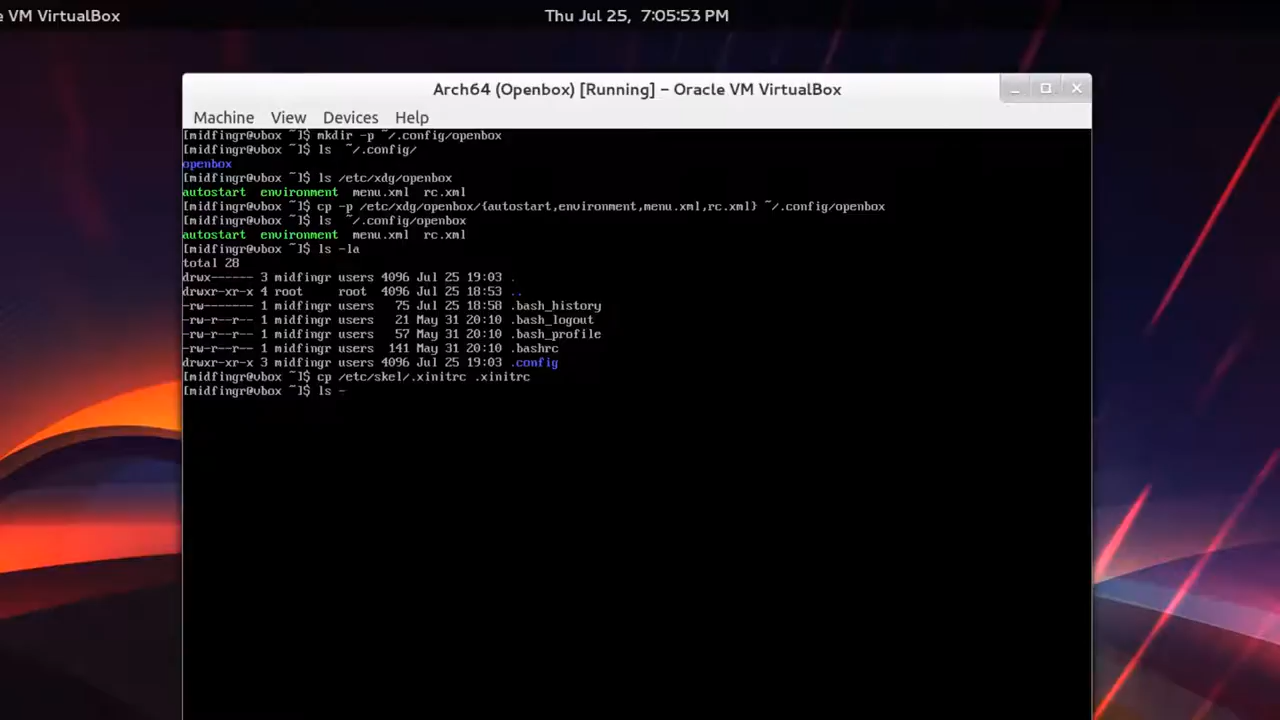 e VM VirtualBox
Thu Jul 25, 7:05:53 PM
Arch64 (Openbox) [Running] – Oracle VM VirtualBox
Machine View Devices Help
[midfingr@vbox ~]$ mkdir -p ~/.config/openbox
[midfingr@vbox ~]$ ls  ~/.config/
openbox
[midfingr@vbox ~]$ ls /etc/xdg/openbox
autostart  environment  menu.xml  rc.xml
[midfingr@vbox ~]$ cp -p /etc/xdg/openbox/{autostart,environment,menu.xml,rc.xml} ~/.config/openbox
[midfingr@vbox ~]$ ls  ~/.config/openbox
autostart  environment  menu.xml  rc.xml
[midfingr@vbox ~]$ ls -la
total 28
drwx------ 3 midfingr users 4096 Jul 25 19:03 .
drwxr-xr-x 4 root     root  4096 Jul 25 18:53 ..
-rw------- 1 midfingr users   75 Jul 25 18:58 .bash_history
-rw-r--r-- 1 midfingr users   21 May 31 20:10 .bash_logout
-rw-r--r-- 1 midfingr users   57 May 31 20:10 .bash_profile
-rw-r--r-- 1 midfingr users  141 May 31 20:10 .bashrc
drwxr-xr-x 3 midfingr users 4096 Jul 25 19:03 .config
[midfingr@vbox ~]$ cp /etc/skel/.xinitrc .xinitrc
[midfingr@vbox ~]$ ls -